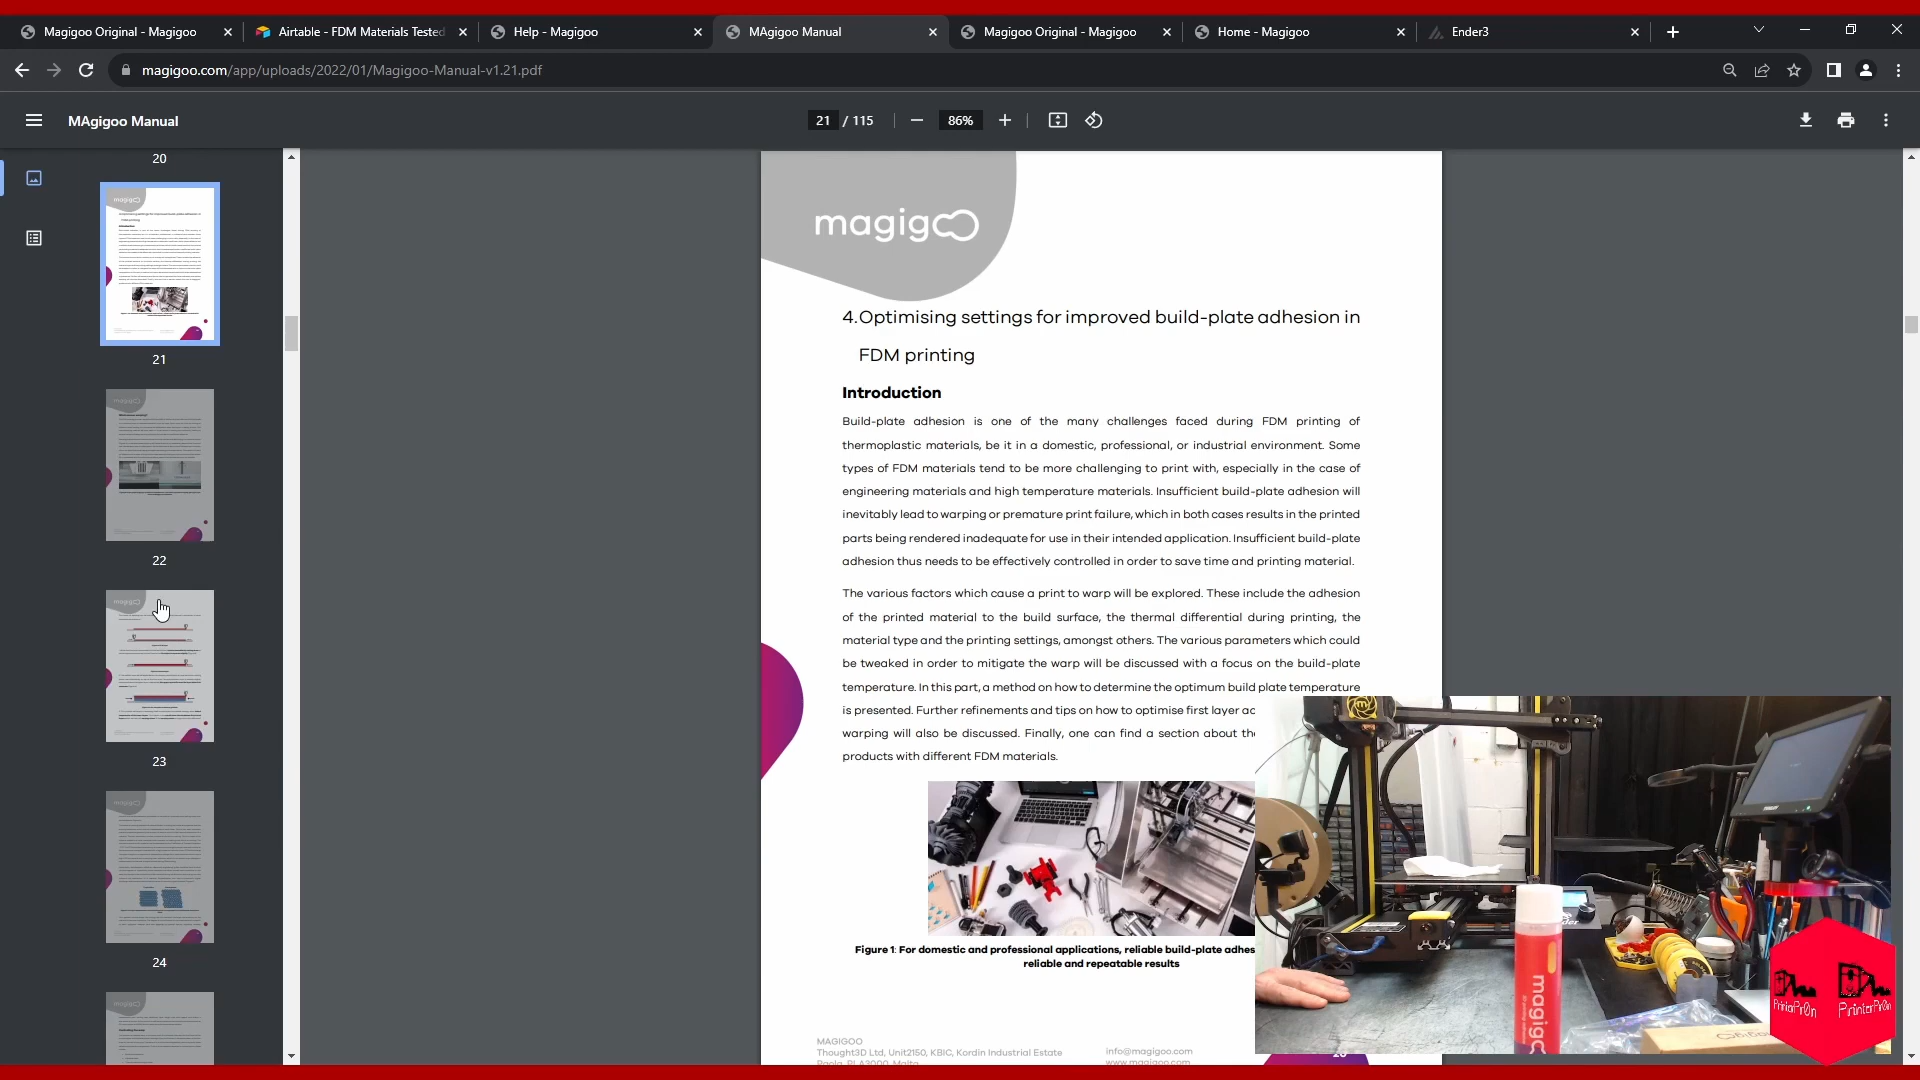 Magigoo Original - Magigoo
Airtable - FDM Materials Tested
Help - Magigoo
MAgigoo Manual
Magigoo Original - Magigoo
Home - Magigoo
Ender3
magigoo.com/app/uploads/2022/01/Magigoo-Manual-v1.21.pdf
MAgigoo Manual
21 / 115
86%
20
21
22
23
24
magigoo
4.Optimising settings for improved build-plate adhesion in
FDM printing
Introduction
Build-plate adhesion is one of the many challenges faced during FDM printing of
thermoplastic materials, be it in a domestic, professional, or industrial environment. Some
types of FDM materials tend to be more challenging to print with, especially in the case of
engineering materials and high temperature materials. Insufficient build-plate adhesion will
inevitably lead to warping or premature print failure, which in both cases results in the printed
parts being rendered inadequate for use in their intended application. Insufficient build-plate
adhesion thus needs to be effectively controlled in order to save time and printing material.
The various factors which cause a print to warp will be explored. These include the adhesion
of the printed material to the build surface, the thermal differential during printing, the
material type and the printing settings, amongst others. The various parameters which could
be tweaked in order to mitigate the warp will be discussed with a focus on the build-plate
temperature. In this part, a method on how to determine the optimum build plate temperature
is presented. Further refinements and tips on how to optimise first layer
warping will also be discussed. Finally, one can find a section about
products with different FDM materials.
Figure 1: For domestic and professional applications, reliable build-plate
reliable and repeatable results
MAGIGOO
Thought3D Ltd, Unit2150, KBIC, Kordin Industrial Estate
Paola, PLA3000, Malta
info@magigoo.com
www.magigoo.com
magigoo
PrinterPr0n
PrinterPr0n